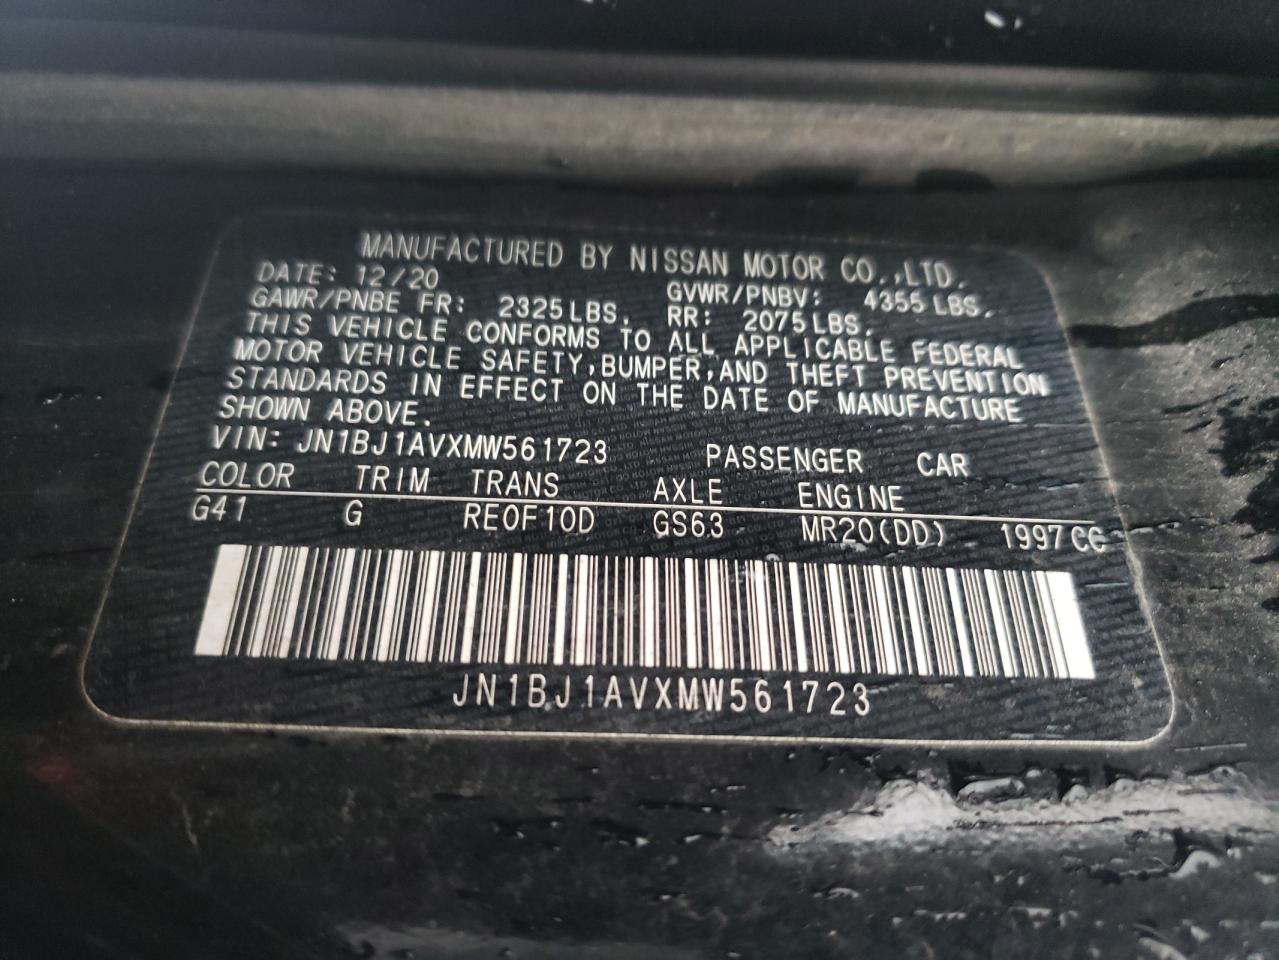 MANUFACTURED BY NISSAN MOTOR CO.,LTD.
DATE: 12/20 GVWR/PNBV: 4355 LBS.
GAWR/PNBE FR: 2325LBS. RR: 2075LBS.
THIS VEHICLE CONFORMS TO ALL APPLICABLE FEDERAL
MOTOR VEHICLE SAFETY,BUMPER,AND THEFT PREVENTION
STANDARDS IN EFFECT ON THE DATE OF MANUFACTURE
SHOWN ABOVE.
VIN: JN1BJ1AVXMW561723 PASSENGER CAR
COLOR TRIM TRANS AXLE ENGINE
G41 G RE0F10D GS63 MR20(DD) 1997CC
JN1BJ1AVXMW561723